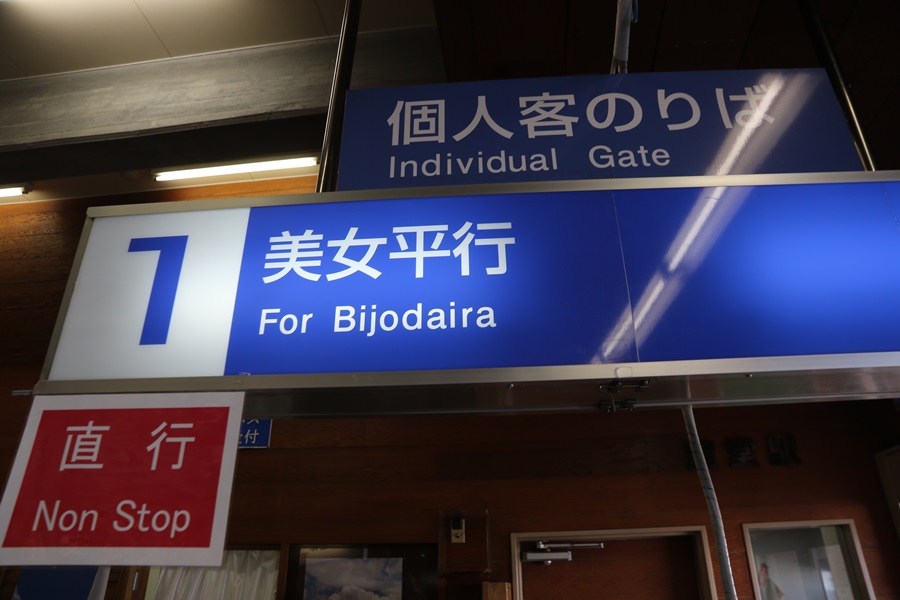 個人客のりば
Individual Gate
1
美女平行
For Bijodaira
直行
Non Stop